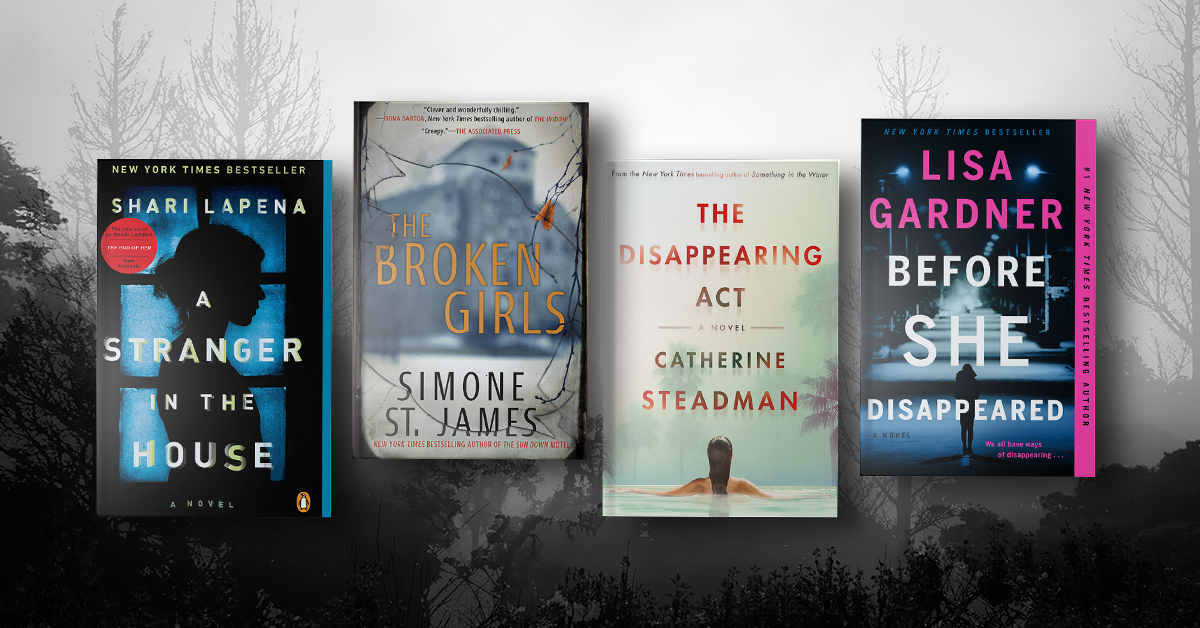 NEW YORK TIMES BESTSELLER
SHARI LAPENA
THE END OF HER
A
STRANGER
IN THE
HOUSE
A NOVEL
"Clever and wonderfully chilling."
—FIONA BARTON, New York Times bestselling author of THE WIDOW
"Creepy."—THE ASSOCIATED PRESS
THE
BROKEN
GIRLS
SIMONE
ST. JAMES
NEW YORK TIMES BESTSELLING AUTHOR OF THE SUN DOWN MOTEL
From the New York Times bestselling author of Something in the Water
THE
DISAPPEARING
ACT
A NOVEL
CATHERINE
STEADMAN
NEW YORK TIMES BESTSELLER
LISA
GARDNER
BEFORE
SHE
DISAPPEARED
A NOVEL
We all have ways
of disappearing . . .
#1 NEW YORK TIMES BESTSELLING AUTHOR